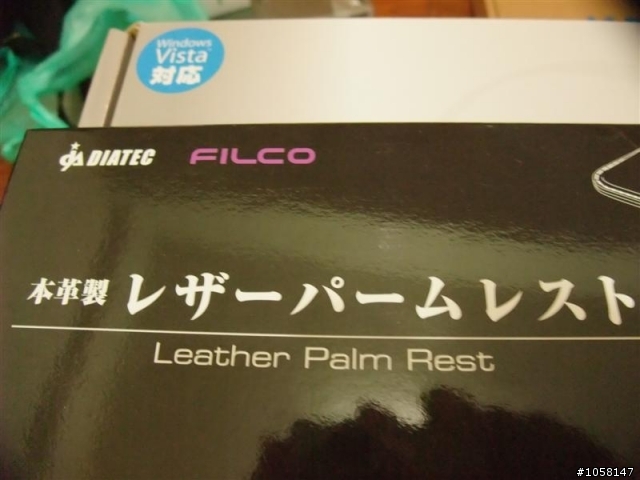 Windows
Vista
対応
DIATEC FILCO
本革製 レザーパームレスト
Leather Palm Rest
#1058147